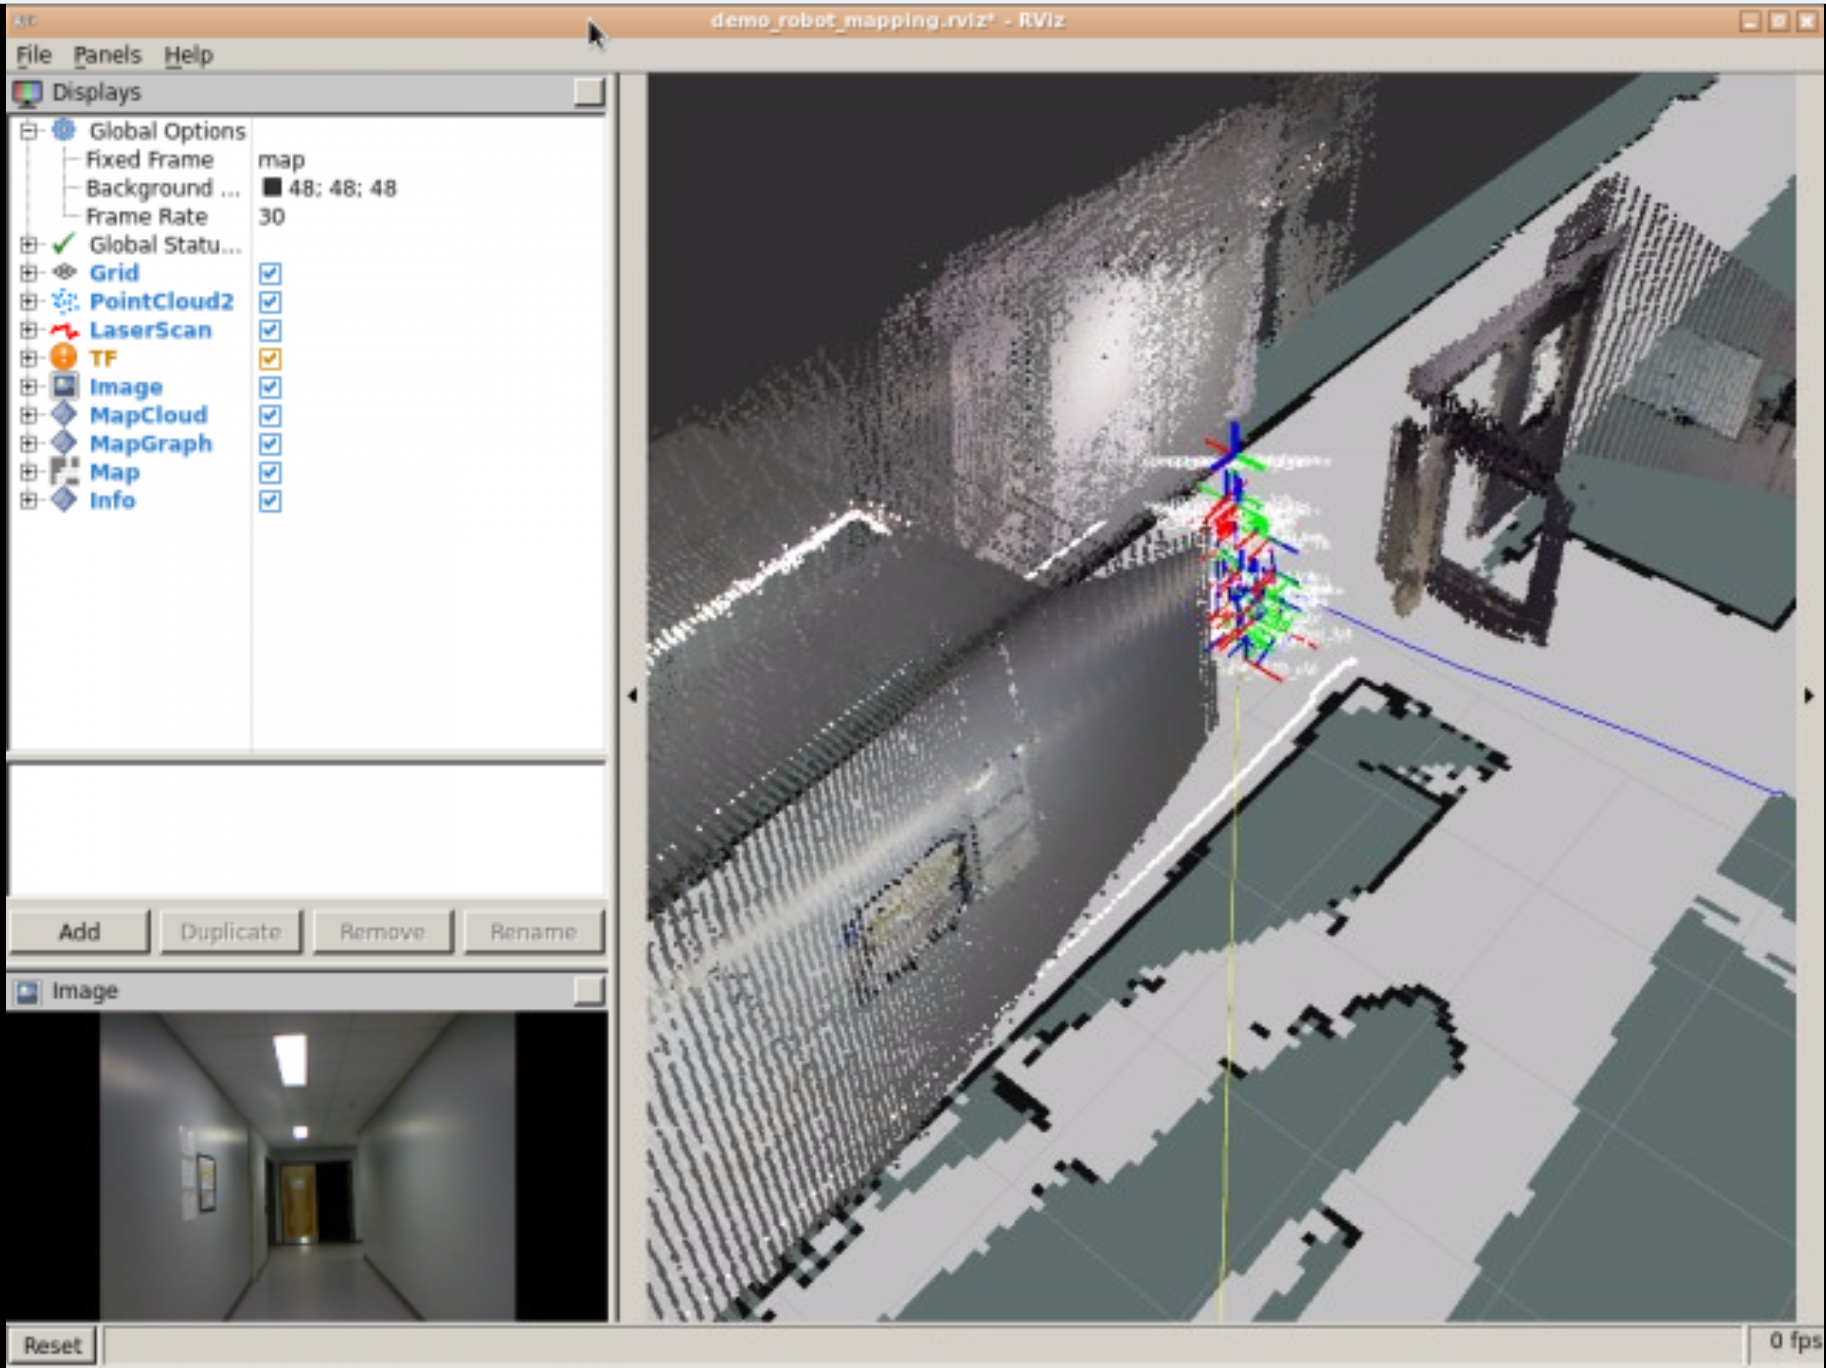 demo_robot_mapping.rviz* - RViz
File Panels Help
Displays
Global Options
Fixed Frame map
Background ... 48; 48; 48
Frame Rate 30
Global Statu...
Grid
PointCloud2
LaserScan
TF
Image
MapCloud
MapGraph
Map
Info
Add Duplicate Remove Rename
Image
Reset 0 fps